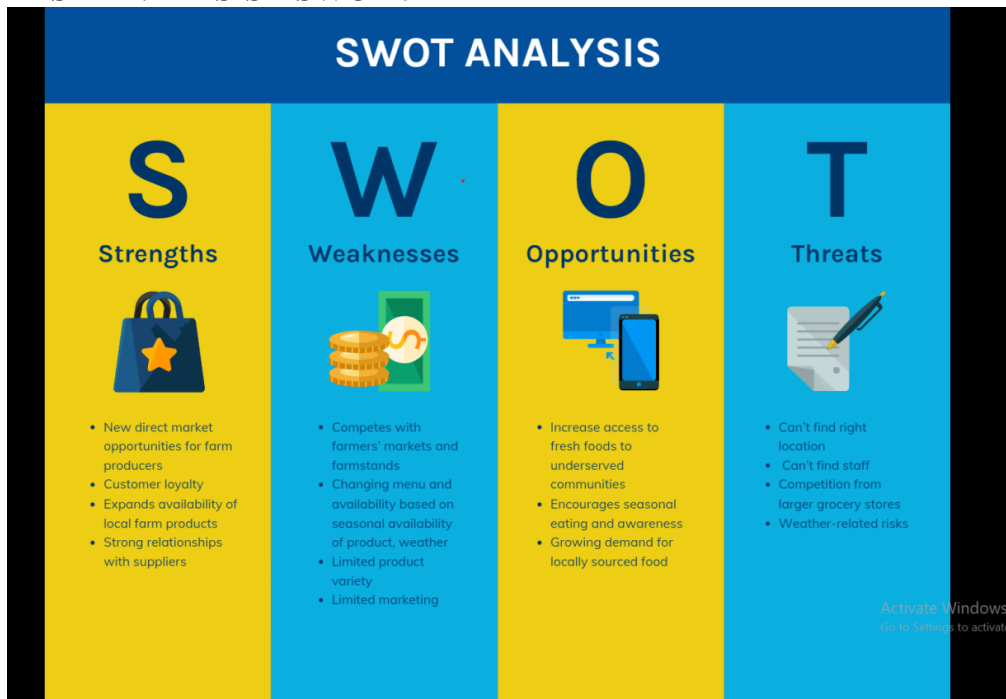 SWOT ANALYSIS
S
Strengths
• New direct market
opportunities for farm
producers
• Customer loyalty
• Expands availability of
local farm products
• Strong relationships
with suppliers
W
Weaknesses
• Competes with
farmers' markets and
farmstands
• Changing menu and
availability based on
seasonal availability
of product, weather
• Limited product
variety
• Limited marketing
O
Opportunities
• Increase access to
fresh foods to
underserved
communities
• Encourages seasonal
eating and awareness
• Growing demand for
locally sourced food
T
Threats
• Can't find right
location
• Can't find staff
• Competition from
larger grocery stores
• Weather-related risks
Activate Windows
Go to Settings to activate